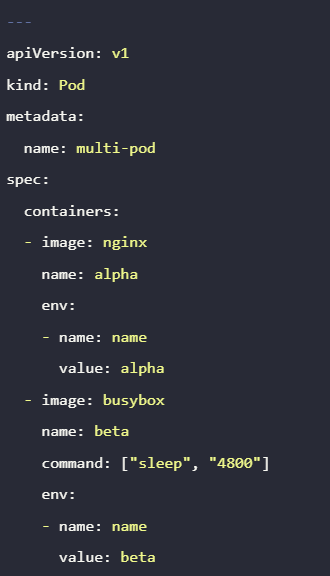 ---
apiVersion: v1
kind: Pod
metadata:
  name: multi-pod
spec:
  containers:
  - image: nginx
    name: alpha
    env:
    - name: name
      value: alpha
  - image: busybox
    name: beta
    command: ["sleep", "4800"]
    env:
    - name: name
      value: beta